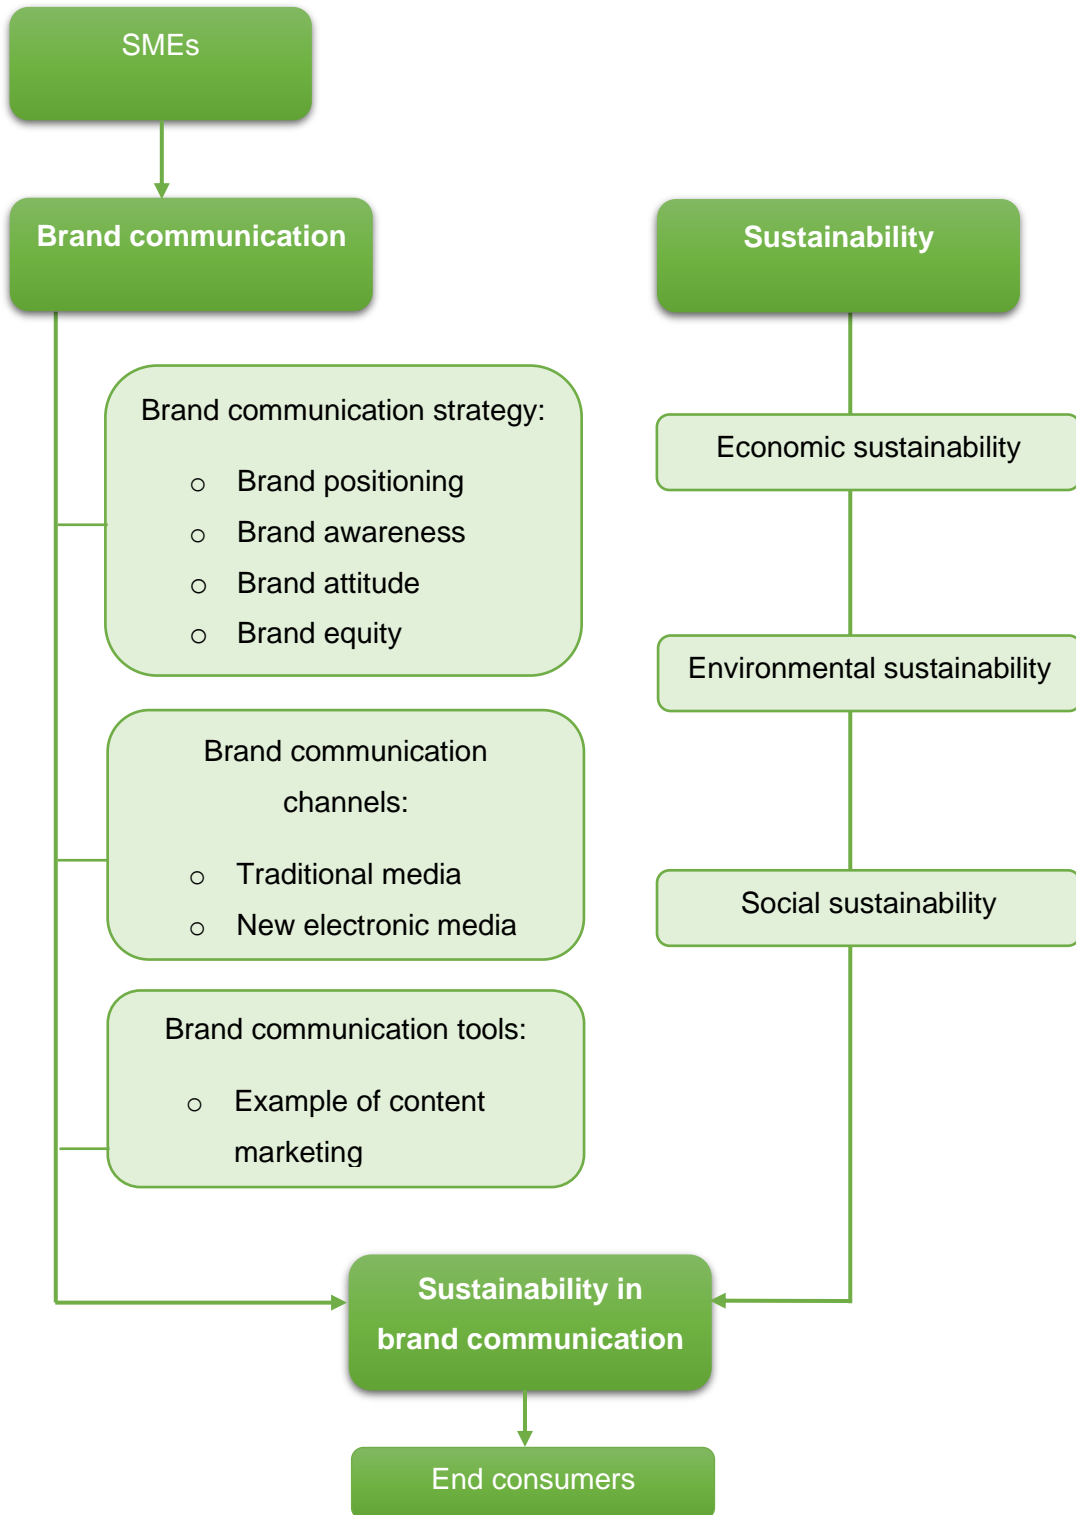 SMEs
Brand communication
Sustainability
Brand communication strategy:
o Brand positioning
o Brand awareness
o Brand attitude
o Brand equity
Brand communication
channels:
o Traditional media
o New electronic media
Brand communication tools:
o Example of content
marketing
Economic sustainability
Environmental sustainability
Social sustainability
Sustainability in
brand communication
End consumers